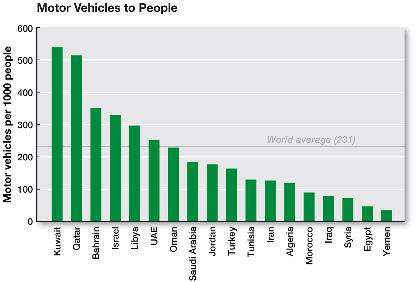 Motor Vehicles to People
Motor vehicles per 1000 people
600
500
400
300
200
100
0
World average (231)
Kuwait
Qatar
Bahrain
Israel
Libya
UAE
Oman
Saudi Arabia
Jordan
Turkey
Tunisia
Iran
Algeria
Morocco
Iraq
Syria
Egypt
Yemen